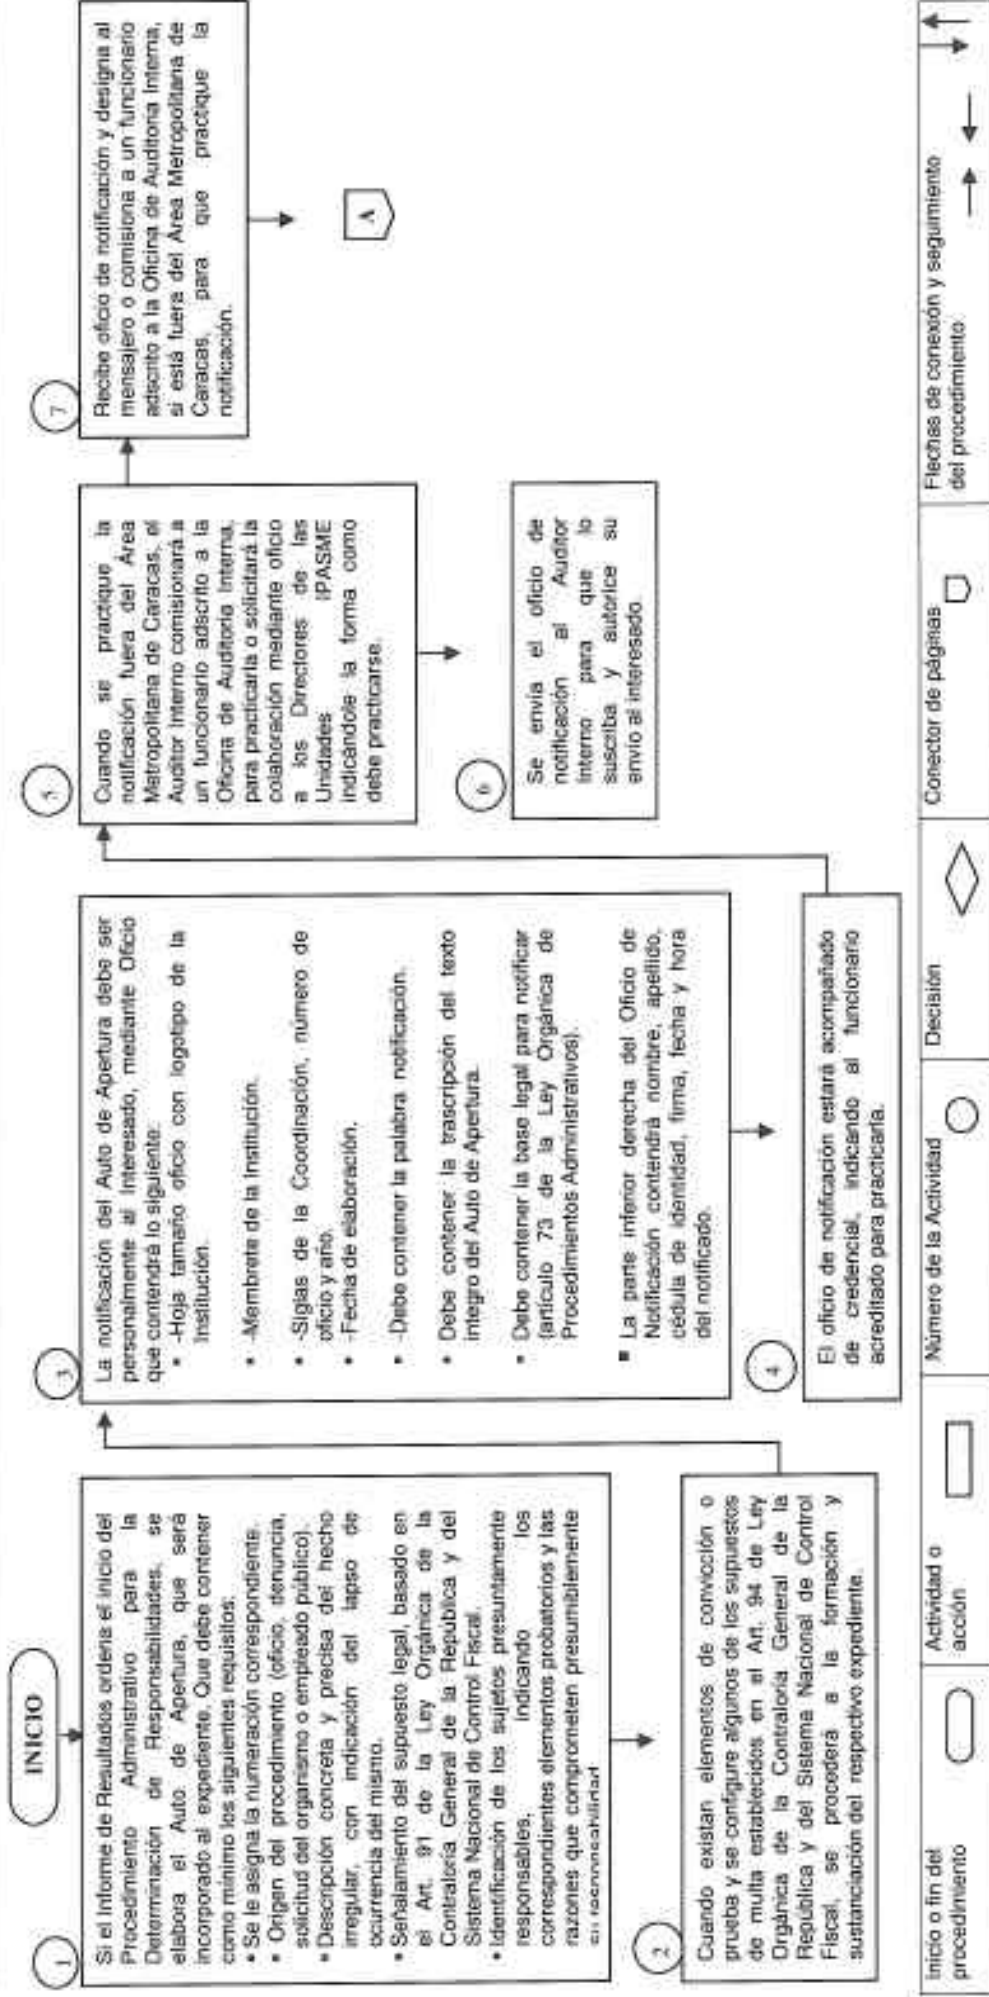 INICIO
1
Si el Informe de Resultados ordena el inicio del
Procedimiento Administrativo para la
Determinación de Responsabilidades, se
elabora el Auto de Apertura, que será
incorporado al expediente. Que debe contener
como mínimo los siguientes requisitos:
• Se le asigna la numeración correspondiente.
• Origen del procedimiento (oficio, denuncia,
solicitud del organismo o empleado público).
• Descripción concreta y precisa del hecho
irregular, con indicación del lapso de
ocurrencia del mismo.
• Señalamiento del supuesto legal, basado en
el Art. 91 de la Ley Orgánica de la
Contraloría General de la República y del
Sistema Nacional de Control Fiscal.
• Identificación de los sujetos presuntamente
responsables, indicando los
correspondientes elementos probatorios y las
razones que comprometen presumiblemente
su responsabilidad
2
Cuando existan elementos de convicción o
prueba y se configure algunos de los supuestos
de multa establecidos en el Art. 94 de Ley
Orgánica de la Contraloría General de la
República y del Sistema Nacional de Control
Fiscal, se procederá a la formación y
sustanciación del respectivo expediente.
3
La notificación del Auto de Apertura debe ser
personalmente al Interesado, mediante Oficio
que contendrá lo siguiente:
• -Hoja tamaño oficio con logotipo de la
Institución.
• -Membrete de la Institución.
• -Siglas de la Coordinación, número de
oficio y año.
• - Fecha de elaboración.
• -Debe contener la palabra notificación.
• Debe contener la trascripción del texto
íntegro del Auto de Apertura.
• Debe contener la base legal para notificar
(artículo 73 de la Ley Orgánica de
Procedimientos Administrativos).
■ La parte inferior derecha del Oficio de
Notificación contendrá nombre, apellido,
cédula de identidad, firma, fecha y hora
del notificado.
4
El oficio de notificación estará acompañado
de credencial, indicando al funcionario
acreditado para practicarla.
5
Cuando se practique la
notificación fuera del Área
Metropolitana de Caracas, el
Auditor Interno comisionará a
un funcionario adscrito a la
Oficina de Auditoría Interna,
para practicarla o solicitará la
colaboración mediante oficio
a los Directores de las
Unidades IPASME
indicándole la forma como
debe practicarse.
6
Se envía el oficio de
notificación al Auditor
Interno para que lo
suscriba y autorice su
envío al interesado.
7
Recibe oficio de notificación y designa al
mensajero o comisiona a un funcionario
adscrito a la Oficina de Auditoría Interna,
si está fuera del Área Metropolitana de
Caracas, para que practique la
notificación.
A
Inicio o fin del
procedimiento
Actividad o
acción
Número de la Actividad
Decisión
Conector de páginas
Flechas de conexión y seguimiento
del procedimiento